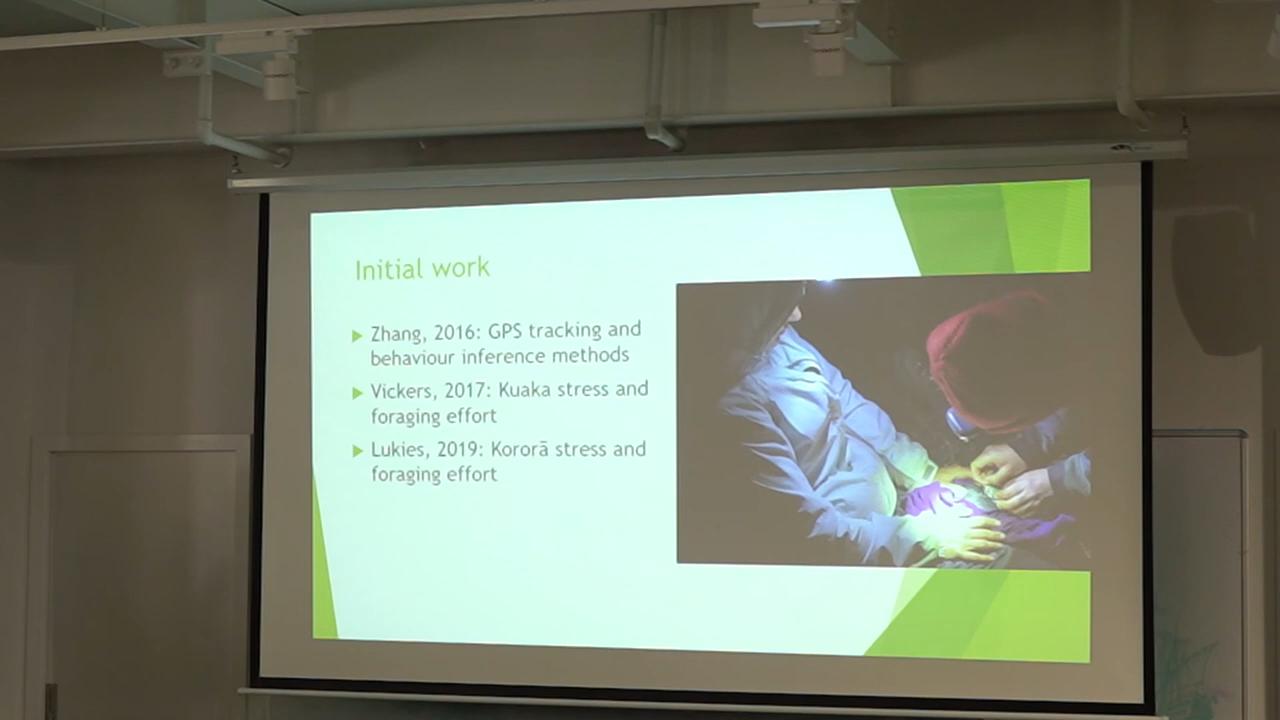 Initial work
Zhang, 2016: GPS tracking and
behaviour inference methods
Vickers, 2017: Kuaka stress and
foraging effort
Lukies, 2019: Kororā stress and
foraging effort